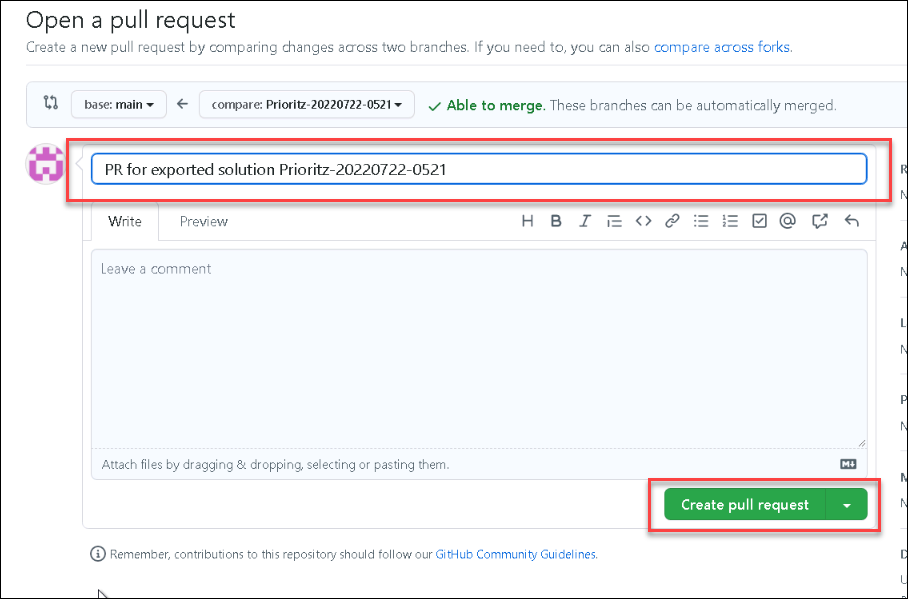 Open a pull request
Create a new pull request by comparing changes across two branches. If you need to, you can also compare across forks.
base: main
compare: Prioritz-20220722-0521
Able to merge. These branches can be automatically merged.
PR for exported solution Prioritz-20220722-0521
Write Preview
Leave a comment
Attach files by dragging & dropping, selecting or pasting them.
Create pull request
Remember, contributions to this repository should follow our GitHub Community Guidelines.